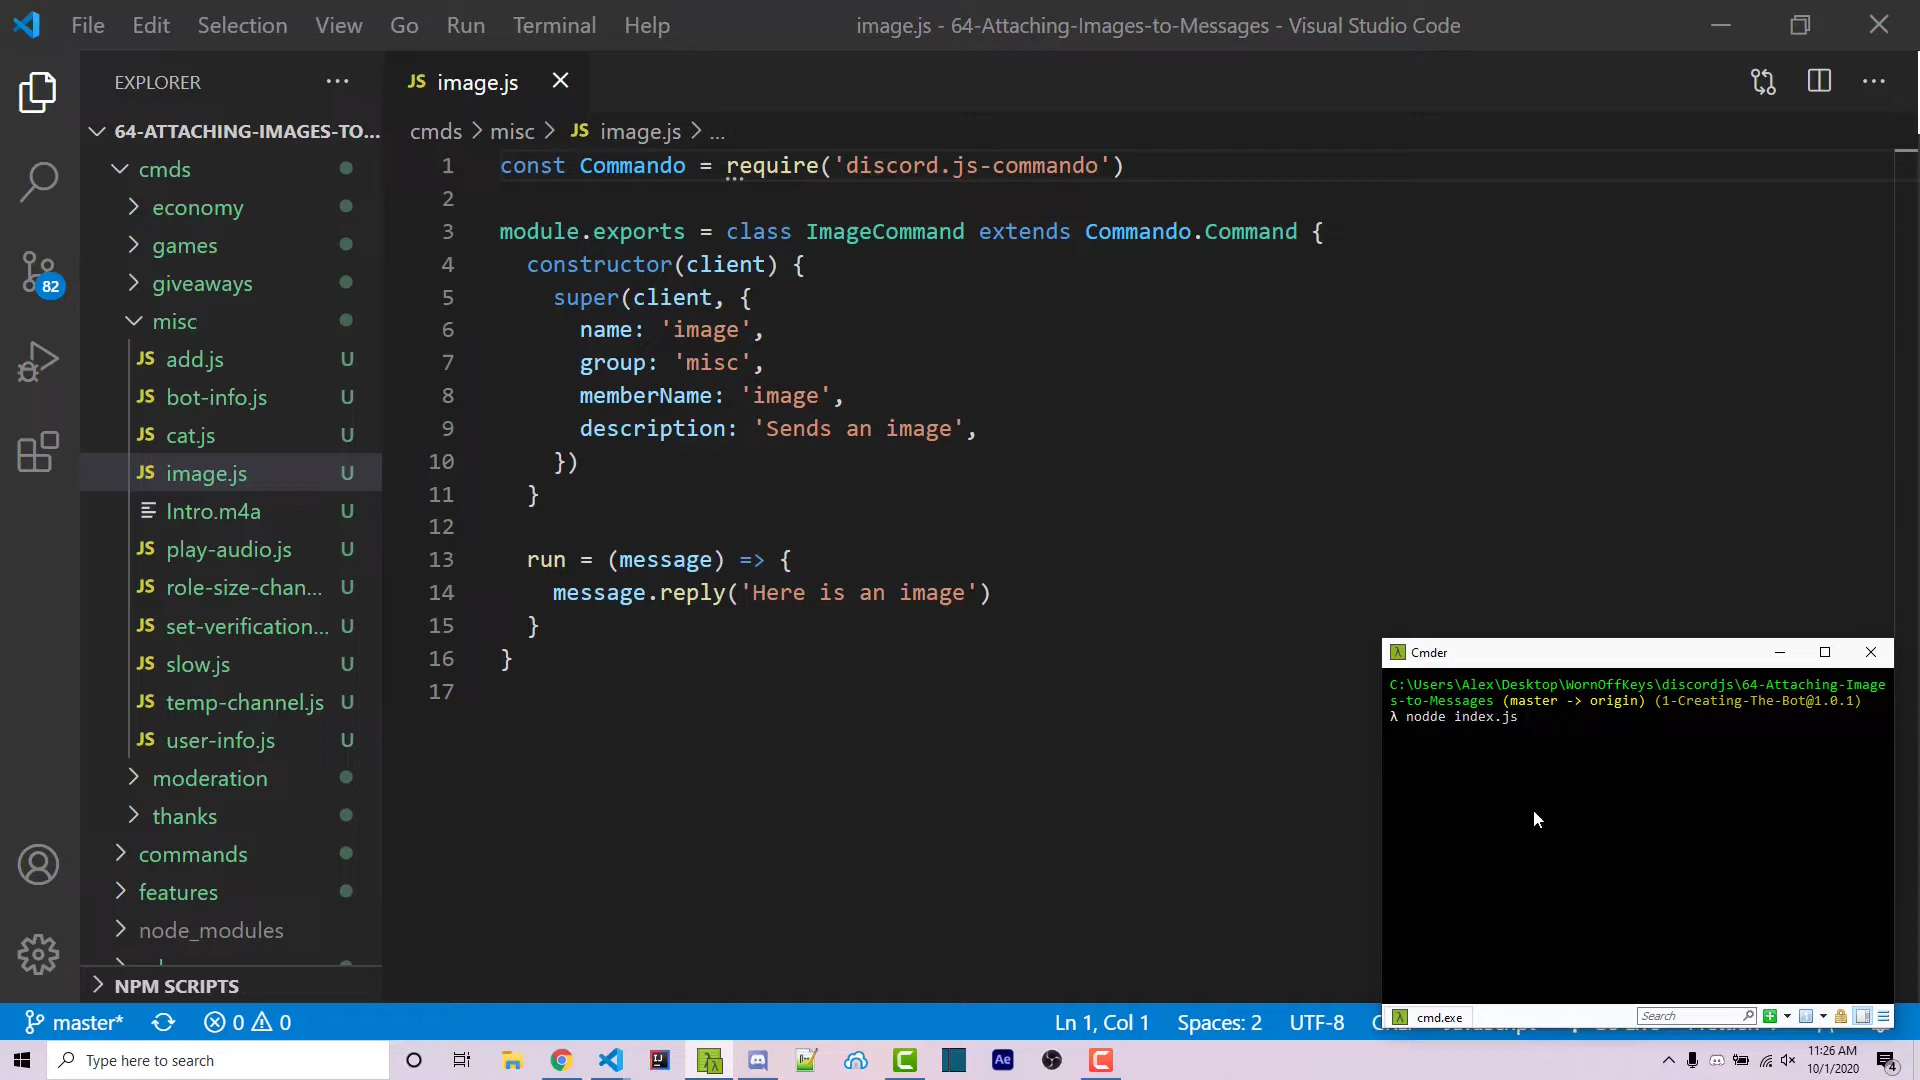 File Edit Selection View Go Run Terminal Help image.js - 64-Attaching-Images-to-Messages - Visual Studio Code
EXPLORER
JS image.js
64-ATTACHING-IMAGES-TO...
cmds > misc > JS image.js > ...
cmds
economy
games
giveaways
misc
JS add.js U
JS bot-info.js U
JS cat.js U
JS image.js U
Intro.m4a U
JS play-audio.js U
JS role-size-chan... U
JS set-verification... U
JS slow.js U
JS temp-channel.js U
JS user-info.js U
moderation
thanks
commands
features
node_modules
NPM SCRIPTS
82
1 const Commando = require('discord.js-commando')
2
3 module.exports = class ImageCommand extends Commando.Command {
4 constructor(client) {
5 super(client, {
6 name: 'image',
7 group: 'misc',
8 memberName: 'image',
9 description: 'Sends an image',
10 })
11 }
12
13 run = (message) => {
14 message.reply('Here is an image')
15 }
16 }
17
Cmder
C:\Users\Alex\Desktop\WornOffKeys\discordjs\64-Attaching-Image
s-to-Messages (master -> origin) (1-Creating-The-Bot@1.0.1)
λ nodde index.js
cmd.exe Search
master* 0 0 Ln 1, Col 1 Spaces: 2 UTF-8
Type here to search
IJ
Ae
11:26 AM
10/1/2020
4